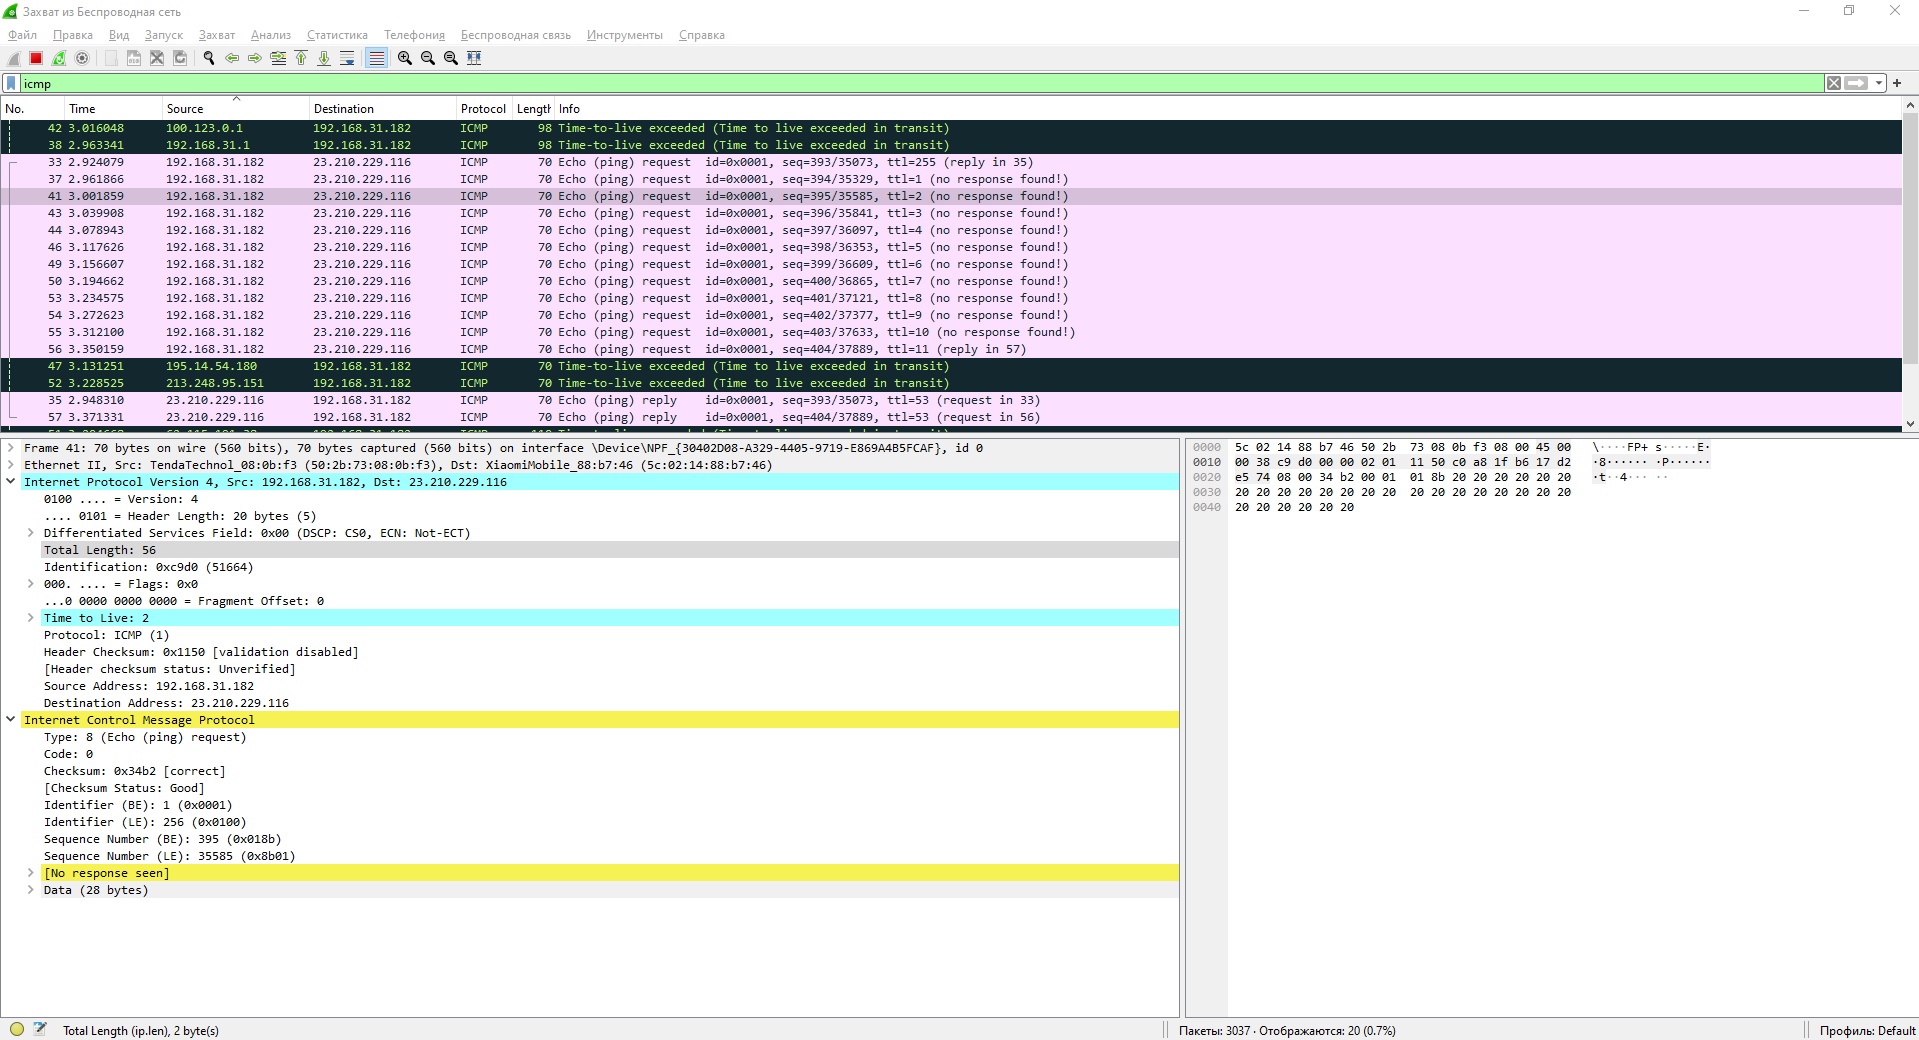 Захват из Беспроводная сеть
Файл Правка Вид Запуск Захват Анализ Статистика Телефония Беспроводная связь Инструменты Справка
icmp
No. Time Source Destination Protocol Length Info
42 3.016048 100.123.0.1 192.168.31.182 ICMP 98 Time-to-live exceeded (Time to live exceeded in transit)
38 2.963341 192.168.31.1 192.168.31.182 ICMP 98 Time-to-live exceeded (Time to live exceeded in transit)
33 2.924079 192.168.31.182 23.210.229.116 ICMP 70 Echo (ping) request id=0x0001, seq=393/35073, ttl=255 (reply in 35)
37 2.961866 192.168.31.182 23.210.229.116 ICMP 70 Echo (ping) request id=0x0001, seq=394/35329, ttl=1 (no response found!)
41 3.001859 192.168.31.182 23.210.229.116 ICMP 70 Echo (ping) request id=0x0001, seq=395/35585, ttl=2 (no response found!)
43 3.039908 192.168.31.182 23.210.229.116 ICMP 70 Echo (ping) request id=0x0001, seq=396/35841, ttl=3 (no response found!)
44 3.078943 192.168.31.182 23.210.229.116 ICMP 70 Echo (ping) request id=0x0001, seq=397/36097, ttl=4 (no response found!)
46 3.117626 192.168.31.182 23.210.229.116 ICMP 70 Echo (ping) request id=0x0001, seq=398/36353, ttl=5 (no response found!)
49 3.156607 192.168.31.182 23.210.229.116 ICMP 70 Echo (ping) request id=0x0001, seq=399/36609, ttl=6 (no response found!)
50 3.194662 192.168.31.182 23.210.229.116 ICMP 70 Echo (ping) request id=0x0001, seq=400/36865, ttl=7 (no response found!)
53 3.234575 192.168.31.182 23.210.229.116 ICMP 70 Echo (ping) request id=0x0001, seq=401/37121, ttl=8 (no response found!)
54 3.272623 192.168.31.182 23.210.229.116 ICMP 70 Echo (ping) request id=0x0001, seq=402/37377, ttl=9 (no response found!)
55 3.312100 192.168.31.182 23.210.229.116 ICMP 70 Echo (ping) request id=0x0001, seq=403/37633, ttl=10 (no response found!)
56 3.350159 192.168.31.182 23.210.229.116 ICMP 70 Echo (ping) request id=0x0001, seq=404/37889, ttl=11 (reply in 57)
47 3.131251 195.14.54.180 192.168.31.182 ICMP 70 Time-to-live exceeded (Time to live exceeded in transit)
52 3.228525 213.248.95.151 192.168.31.182 ICMP 70 Time-to-live exceeded (Time to live exceeded in transit)
35 2.948310 23.210.229.116 192.168.31.182 ICMP 70 Echo (ping) reply id=0x0001, seq=393/35073, ttl=53 (request in 33)
57 3.371331 23.210.229.116 192.168.31.182 ICMP 70 Echo (ping) reply id=0x0001, seq=404/37889, ttl=53 (request in 56)
Frame 41: 70 bytes on wire (560 bits), 70 bytes captured (560 bits) on interface \Device\NPF_{30402D08-A329-4405-9719-E869A4B5FCAF}, id 0
Ethernet II, Src: TendaTechnol_08:0b:f3 (50:2b:73:08:0b:f3), Dst: XiaomiMobile_88:b7:46 (5c:02:14:88:b7:46)
Internet Protocol Version 4, Src: 192.168.31.182, Dst: 23.210.229.116
0100 .... = Version: 4
.... 0101 = Header Length: 20 bytes (5)
Differentiated Services Field: 0x00 (DSCP: CS0, ECN: Not-ECT)
Total Length: 56
Identification: 0xc9d0 (51664)
000. .... = Flags: 0x0
...0 0000 0000 0000 = Fragment Offset: 0
Time to Live: 2
Protocol: ICMP (1)
Header Checksum: 0x1150 [validation disabled]
[Header checksum status: Unverified]
Source Address: 192.168.31.182
Destination Address: 23.210.229.116
Internet Control Message Protocol
Type: 8 (Echo (ping) request)
Code: 0
Checksum: 0x34b2 [correct]
[Checksum Status: Good]
Identifier (BE): 1 (0x0001)
Identifier (LE): 256 (0x0100)
Sequence Number (BE): 395 (0x018b)
Sequence Number (LE): 35585 (0x8b01)
[No response seen]
Data (28 bytes)
0000 5c 02 14 88 b7 46 50 2b 73 08 0b f3 08 00 45 00 \····FP+ s·····E·
0010 00 38 c9 d0 00 00 02 01 11 50 c0 a8 1f b6 17 d2 ·8······ ·P······
0020 e5 74 08 00 34 b2 00 01 01 8b 20 20 20 20 20 20 ·t··4··· ··
0030 20 20 20 20 20 20 20 20 20 20 20 20 20 20 20 20
0040 20 20 20 20 20 20
Total Length (ip.len), 2 byte(s)
Пакеты: 3037 · Отображаются: 20 (0.7%)
Профиль: Default